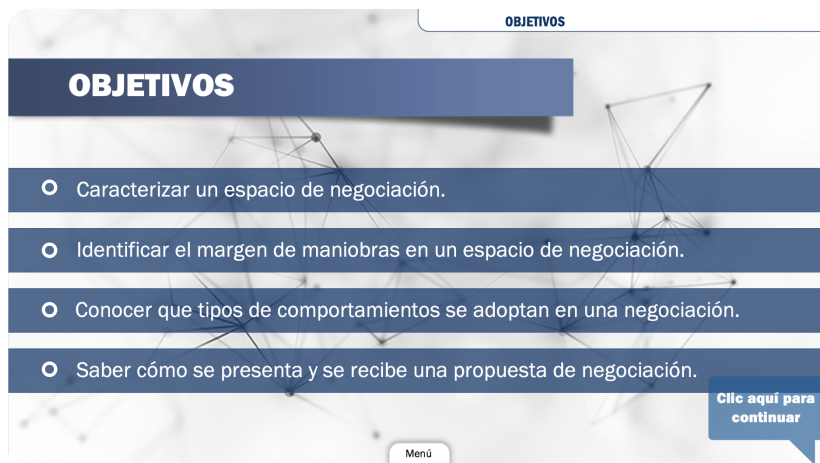 OBJETIVOS
OBJETIVOS
Caracterizar un espacio de negociación.
Identificar el margen de maniobras en un espacio de negociación.
Conocer que tipos de comportamientos se adoptan en una negociación.
Saber cómo se presenta y se recibe una propuesta de negociación.
Clic aquí para
continuar
Menú